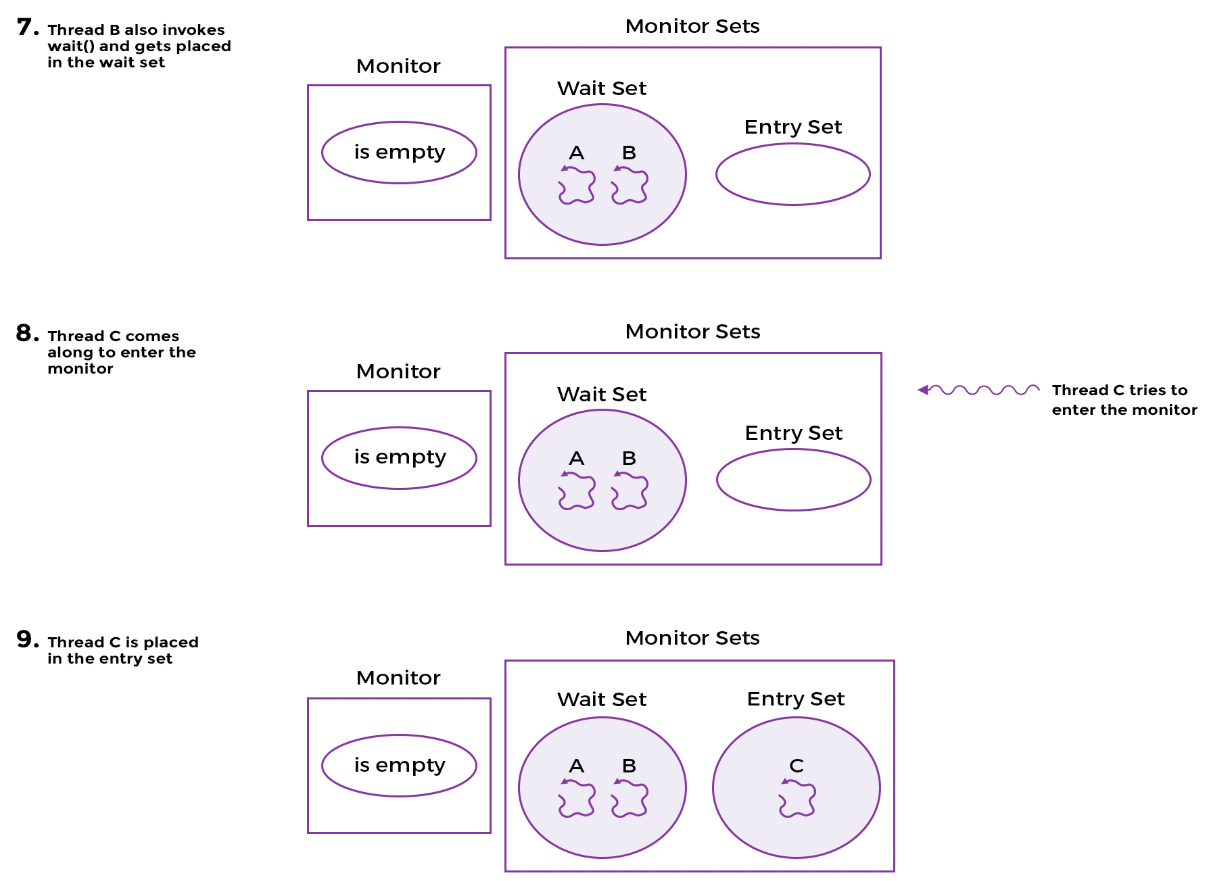 7. Thread B also invokes
wait() and gets placed
in the wait set
Monitor Sets
Monitor
Wait Set
Entry Set
is empty
A B
8. Thread C comes
along to enter the
monitor
Monitor Sets
Monitor
Wait Set
Entry Set
is empty
A B
Thread C tries to
enter the monitor
9. Thread C is placed
in the entry set
Monitor Sets
Monitor
Wait Set
Entry Set
is empty
A B
C